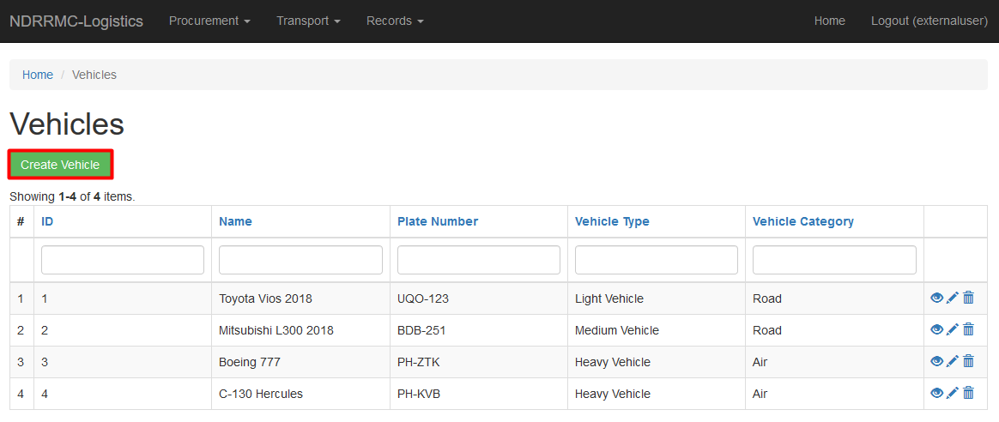 NDRRMC-Logistics Procurement Transport Records Home Logout (externaluser)
Home / Vehicles
Vehicles
Create Vehicle
Showing 1-4 of 4 items.
# ID Name Plate Number Vehicle Type Vehicle Category
1 1 Toyota Vios 2018 UQO-123 Light Vehicle Road
2 2 Mitsubishi L300 2018 BDB-251 Medium Vehicle Road
3 3 Boeing 777 PH-ZTK Heavy Vehicle Air
4 4 C-130 Hercules PH-KVB Heavy Vehicle Air